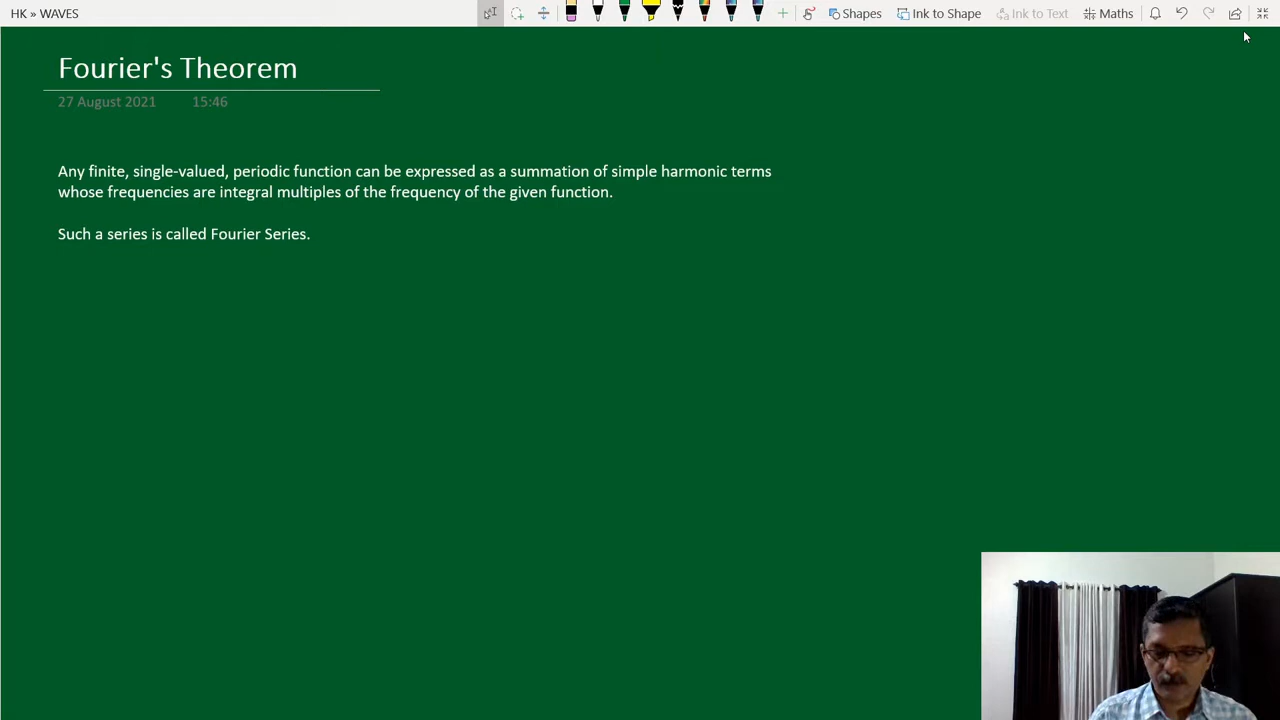 HK » WAVES
Shapes
Ink to Shape
Ink to Text
Maths
Fourier's Theorem
27 August 2021 15:46
Any finite, single-valued, periodic function can be expressed as a summation of simple harmonic terms
whose frequencies are integral multiples of the frequency of the given function.
Such a series is called Fourier Series.